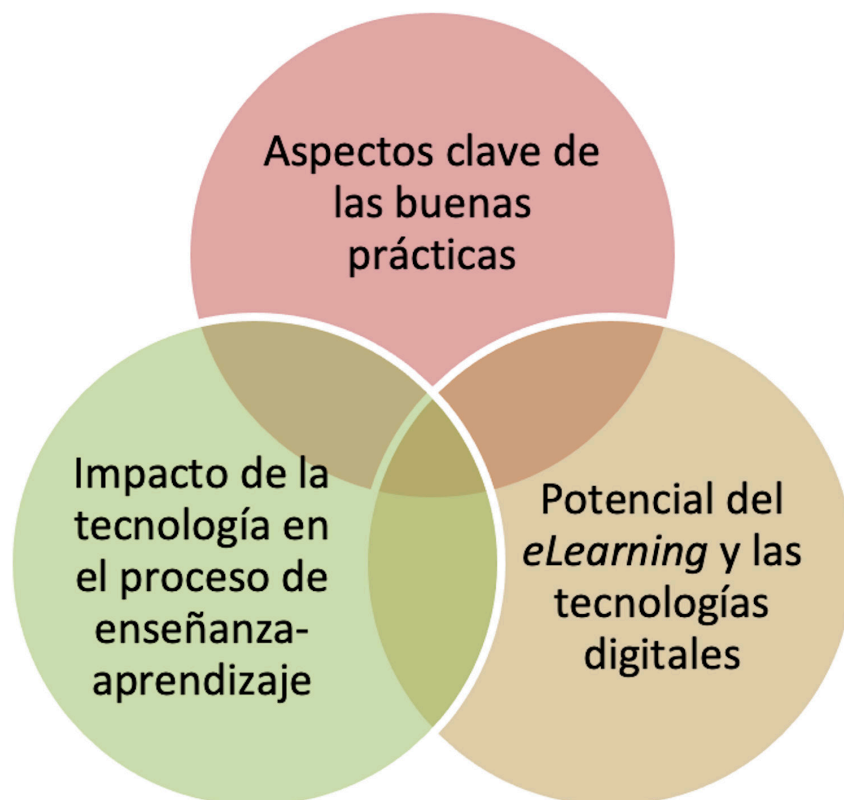 Aspectos clave de
las buenas
prácticas
Impacto de la
tecnología en
el proceso de
enseñanza-
aprendizaje
Potencial del
eLearning y las
tecnologías
digitales